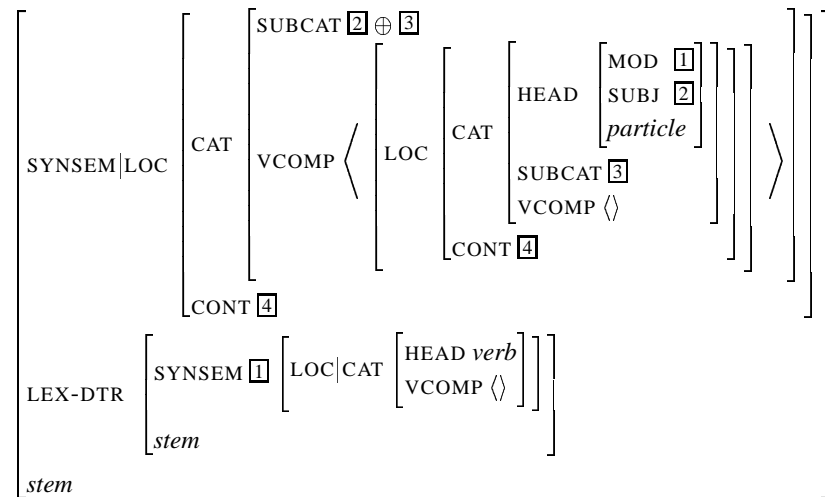 SUBCAT 2 ⊕ 3
MOD 1
HEAD SUBJ 2
CAT particle
SYNSEM|LOC CAT VCOMP ⟨ LOC SUBCAT 3 ⟩
VCOMP ⟨⟩
CONT 4
CONT 4
HEAD verb
SYNSEM 1 LOC|CAT
VCOMP ⟨⟩
LEX-DTR
stem
stem